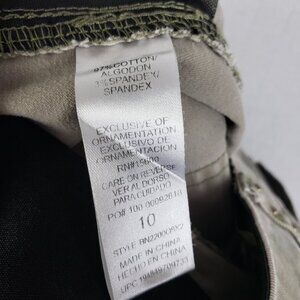 97% COTTON/
ALGODON
3% SPANDEX/
SPANDEX
EXCLUSIVE OF
ORNAMENTATION
EXCLUSIVO DE
ORNAMENTACION
CARE ON REVERSE
VER AL DORSO
PARA CUIDADO
10
MADE IN CHINA
HECHO EN CHINA